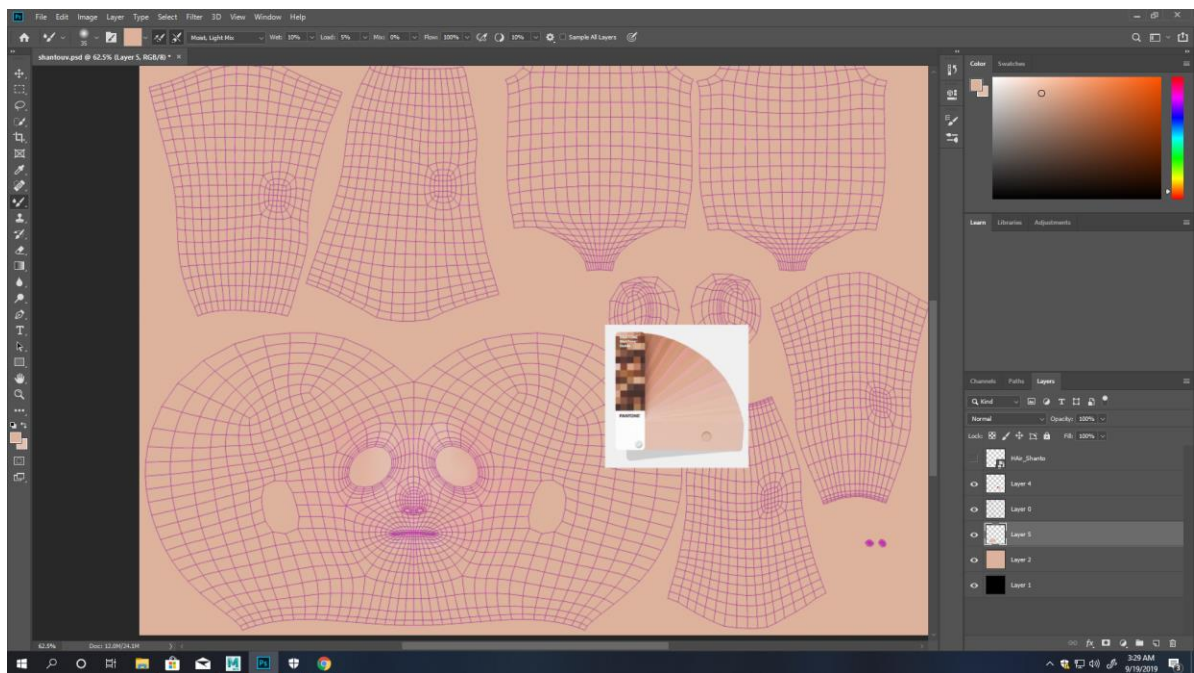 File Edit Image Layer Type Select Filter 3D View Window Help
35 Moist, Light Mix Wet: 10% Load: 5% Mix: 0% Flow: 100% 10% Sample All Layers
shantouv.psd @ 62.5% (Layer 5, RGB/8) *
Color Swatches
Learn Libraries Adjustments
PANTONE
Channels Paths Layers
Kind
Normal Opacity: 100%
Lock: Fill: 100%
HAir_Shanto
Layer 4
Layer 0
Layer 5
Layer 2
Layer 1
62.5% Doc: 12.0M/24.1M
3:29 AM
9/19/2019